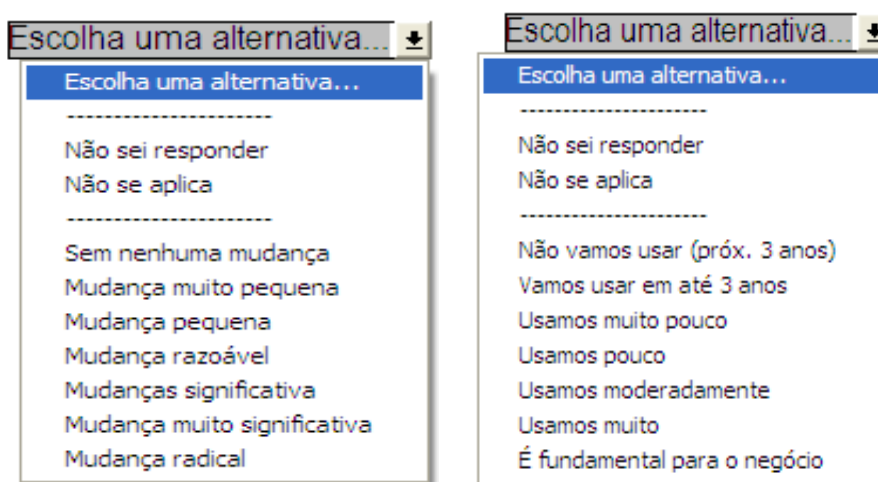 Escolha uma alternativa...
Escolha uma alternativa...
----------------------
Não sei responder
Não se aplica
----------------------
Sem nenhuma mudança
Mudança muito pequena
Mudança pequena
Mudança razoável
Mudanças significativa
Mudança muito significativa
Mudança radical
Escolha uma alternativa...
Escolha uma alternativa...
--------------------
Não sei responder
Não se aplica
--------------------
Não vamos usar (próx. 3 anos)
Vamos usar em até 3 anos
Usamos muito pouco
Usamos pouco
Usamos moderadamente
Usamos muito
É fundamental para o negócio